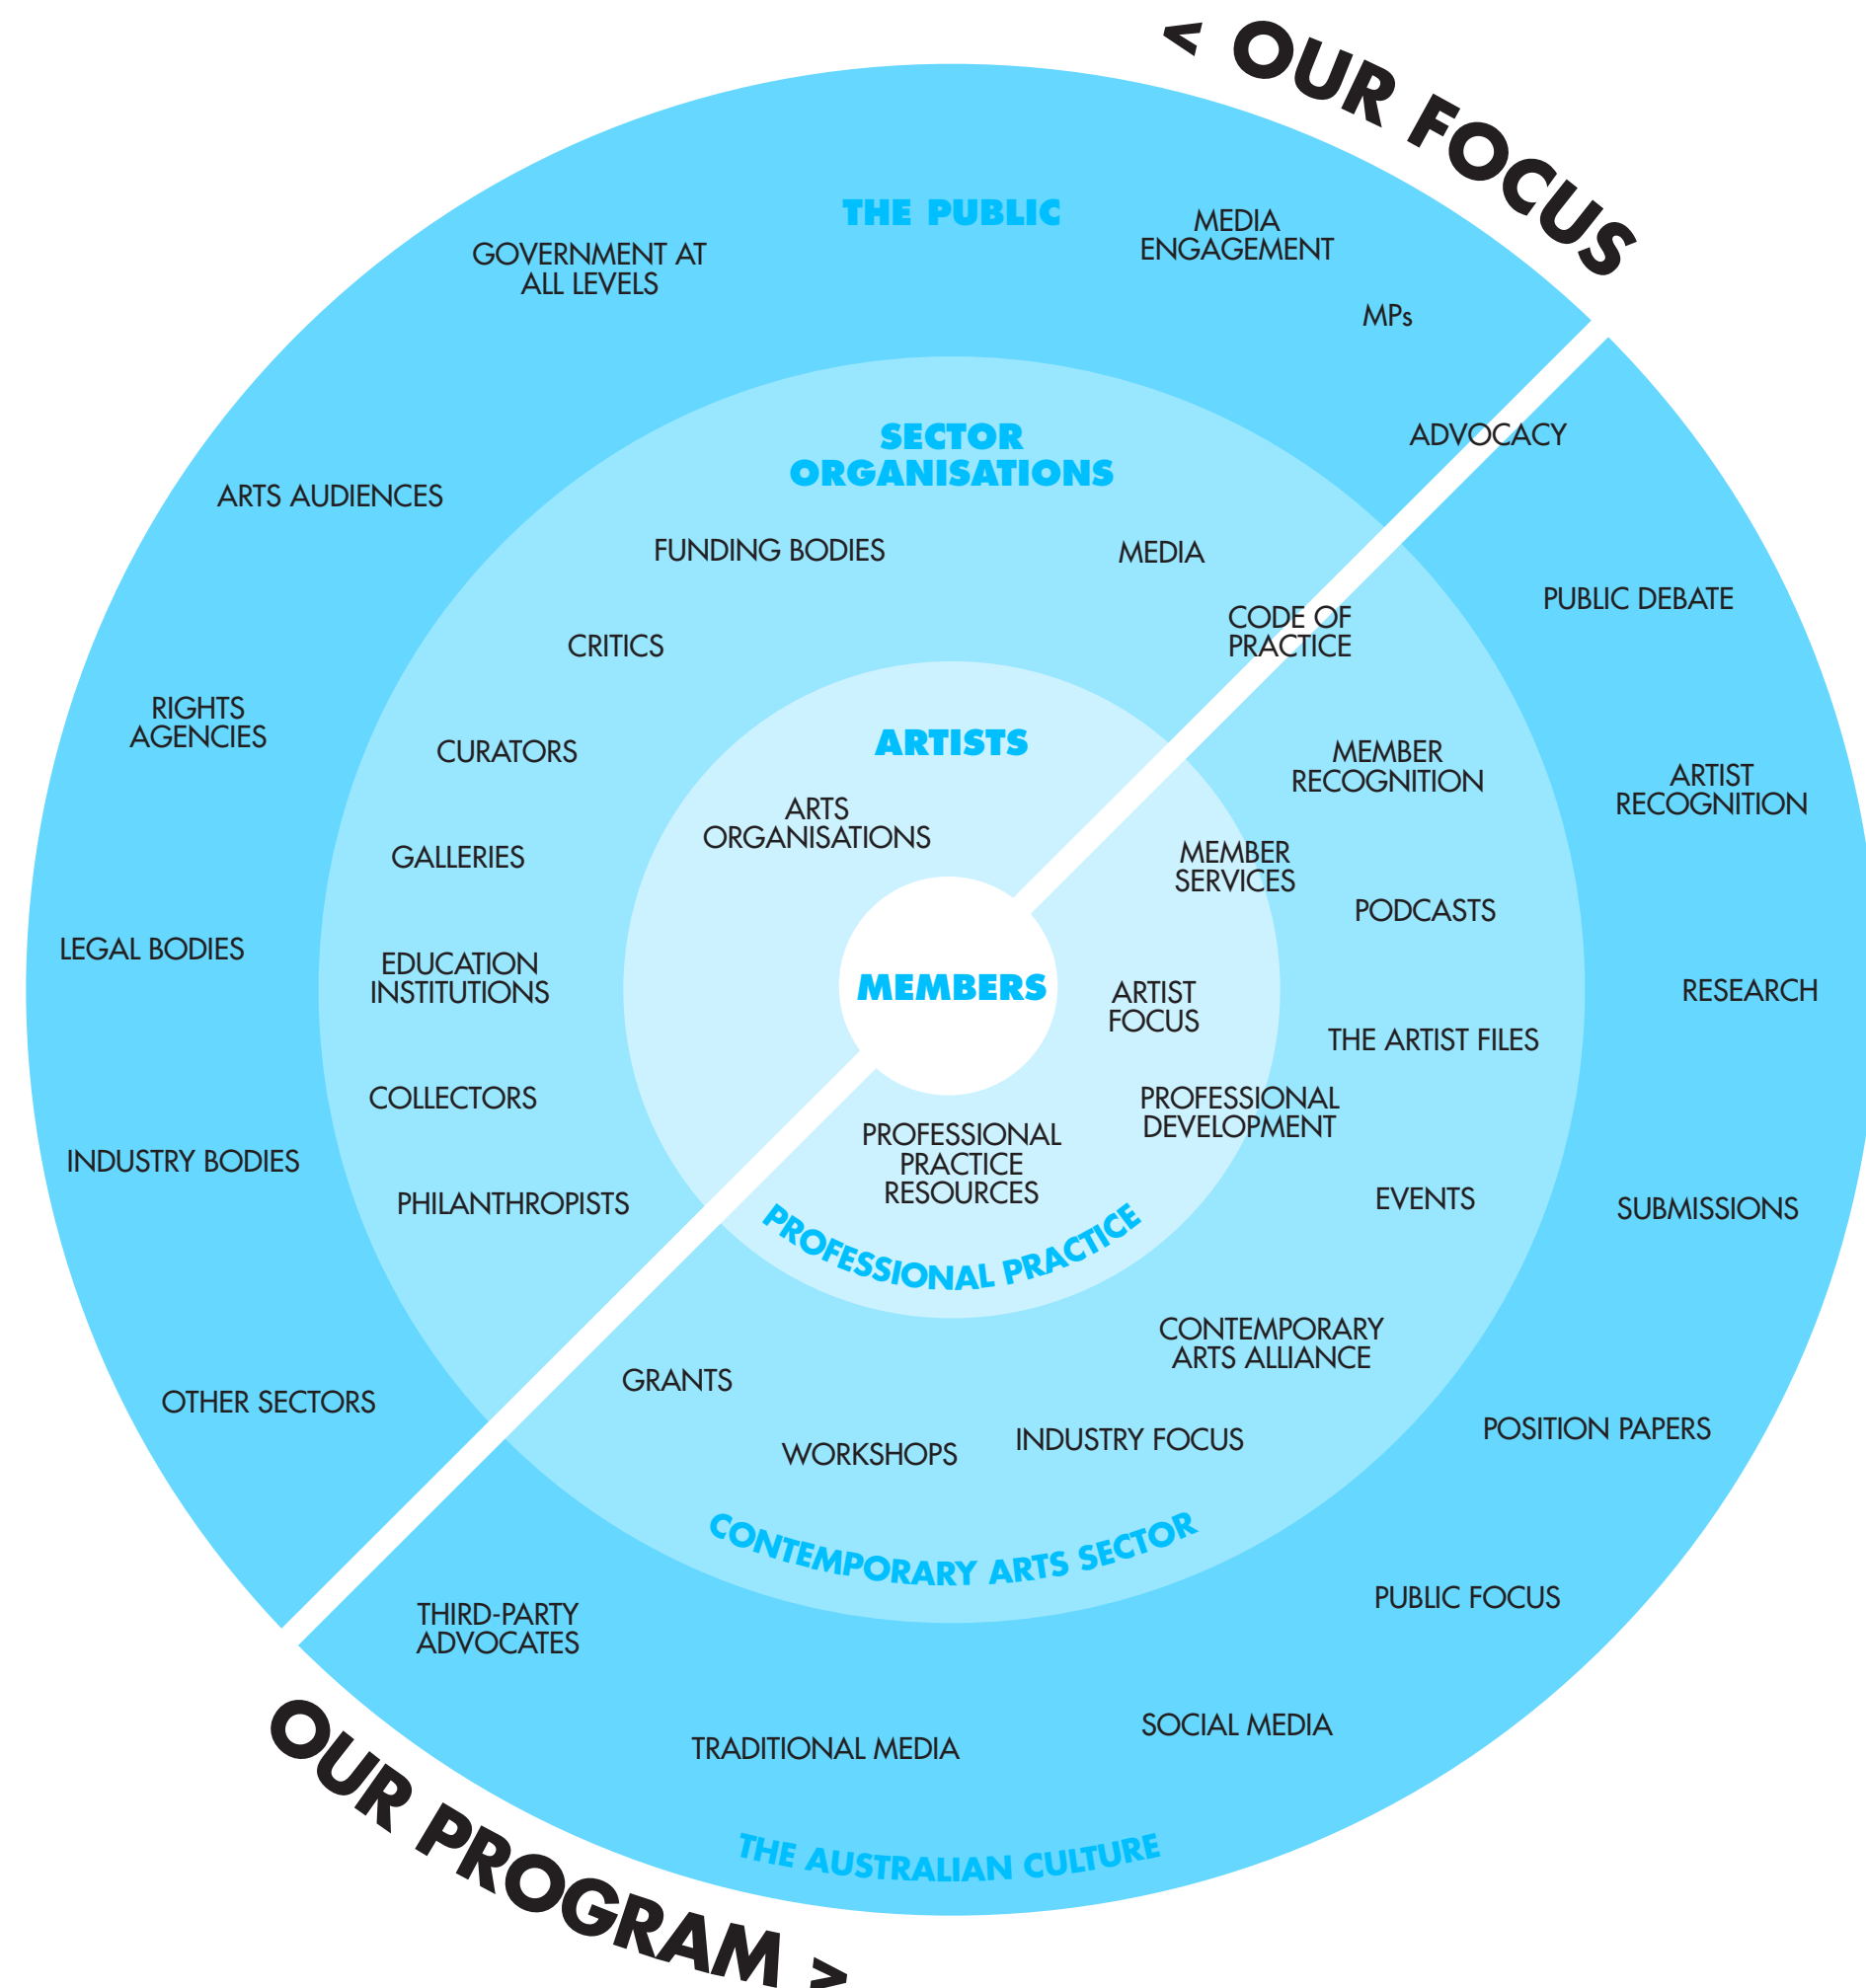 < OUR FOCUS
THE PUBLIC
MEDIA
ENGAGEMENT
GOVERNMENT AT
ALL LEVELS
MPs
ADVOCACY
SECTOR
ORGANISATIONS
ARTS AUDIENCES
FUNDING BODIES
MEDIA
PUBLIC DEBATE
CODE OF
PRACTICE
CRITICS
RIGHTS
AGENCIES
CURATORS
ARTISTS
MEMBER
RECOGNITION
ARTIST
RECOGNITION
ARTS
ORGANISATIONS
GALLERIES
MEMBER
SERVICES
PODCASTS
LEGAL BODIES
EDUCATION
INSTITUTIONS
MEMBERS
ARTIST
FOCUS
RESEARCH
THE ARTIST FILES
COLLECTORS
PROFESSIONAL
DEVELOPMENT
INDUSTRY BODIES
PROFESSIONAL
PRACTICE
RESOURCES
PHILANTHROPISTS
EVENTS
SUBMISSIONS
PROFESSIONAL PRACTICE
CONTEMPORARY
ARTS ALLIANCE
OTHER SECTORS
GRANTS
WORKSHOPS
INDUSTRY FOCUS
POSITION PAPERS
CONTEMPORARY ARTS SECTOR
THIRD-PARTY
ADVOCATES
PUBLIC FOCUS
TRADITIONAL MEDIA
SOCIAL MEDIA
THE AUSTRALIAN CULTURE
OUR PROGRAM >